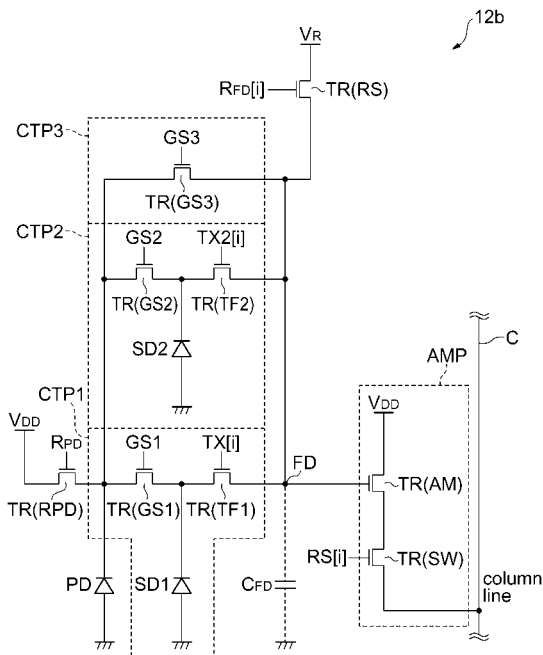 12b
VR
RFD[i]
TR(RS)
CTP3
GS3
TR(GS3)
CTP2
GS2
TX2[i]
TR(GS2)
TR(TF2)
SD2
C
AMP
CTP1
VDD
VDD
RPD
GS1
TX[i]
FD
TR(RPD)
TR(GS1)
TR(TF1)
TR(AM)
RS[i]
TR(SW)
PD
SD1
CFD
column
line